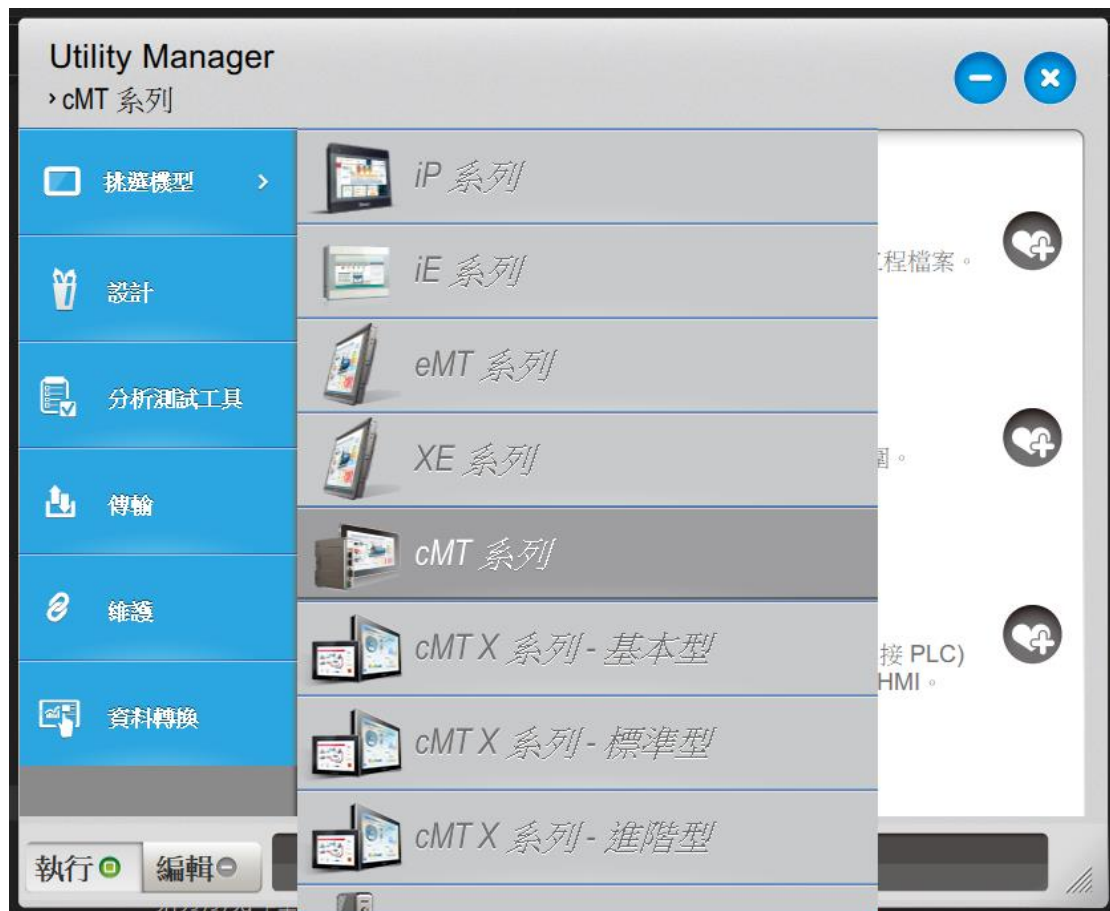 Utility Manager
›cMT 系列
挑選機型 >
設計
分析測試工具
傳輸
維護
資料轉換
iP 系列
iE 系列
eMT 系列
XE 系列
cMT 系列
cMT X 系列 - 基本型
cMT X 系列 - 標準型
cMT X 系列 - 進階型
程檔案。
圍。
接 PLC)
HMI。
執行
編輯